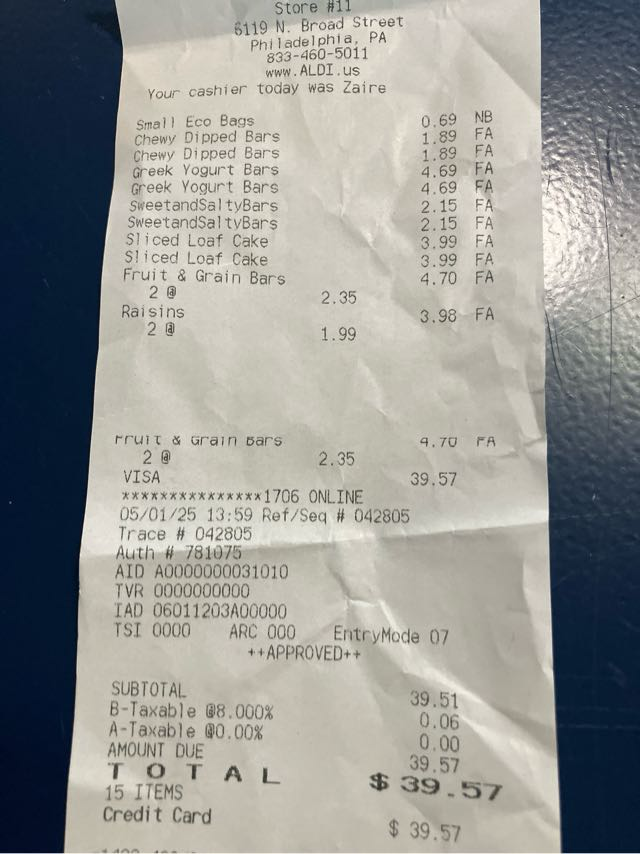 Store #11
6119 N. Broad Street
Philadelphia, PA
833-460-5011
www.ALDI.us
Your cashier today was Zaire
Small Eco Bags 0.69 NB
Chewy Dipped Bars 1.89 FA
Chewy Dipped Bars 1.89 FA
Greek Yogurt Bars 4.69 FA
Greek Yogurt Bars 4.69 FA
SweetandSaltyBars 2.15 FA
SweetandSaltyBars 2.15 FA
Sliced Loaf Cake 3.99 FA
Sliced Loaf Cake 3.99 FA
Fruit & Grain Bars 4.70 FA
2 @ 2.35
Raisins 3.98 FA
2 @ 1.99
Fruit & Grain Bars 4.70 FA
2 @ 2.35
VISA 39.57
***************1706 ONLINE
05/01/25 13:59 Ref/Seq # 042805
Trace # 042805
Auth # 781075
AID A0000000031010
TVR 0000000000
IAD 06011203A00000
TSI 0000 ARC 000 EntryMode 07
++APPROVED++
SUBTOTAL 39.51
B-Taxable @8.000% 0.06
A-Taxable @0.00% 0.00
AMOUNT DUE 39.57
TOTAL $39.57
15 ITEMS
Credit Card $ 39.57